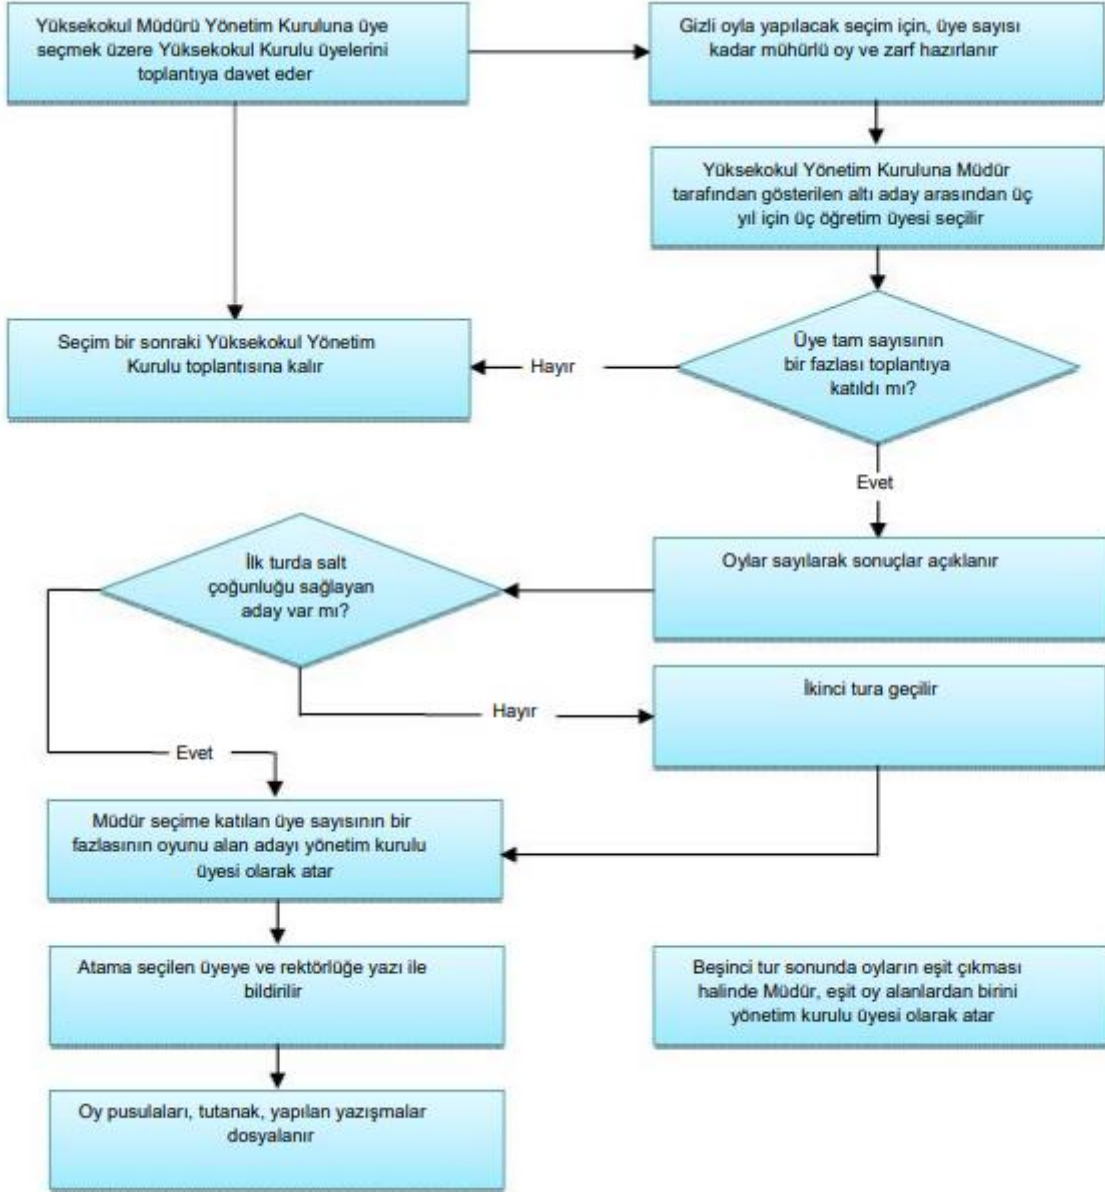 Yüksekokul Müdürü Yönetim Kuruluna üye
seçmek üzere Yüksekokul Kurulu üyelerini
toplantıya davet eder
Gizli oyla yapılacak seçim için, üye sayısı
kadar mühürlü oy ve zarf hazırlanır
Yüksekokul Yönetim Kuruluna Müdür
tarafından gösterilen altı aday arasından üç
yıl için üç öğretim üyesi seçilir
Seçim bir sonraki Yüksekokul Yönetim
Kurulu toplantısına kalır
Hayır
Üye tam sayısının
bir fazlası toplantıya
katıldı mı?
Evet
İlk turda salt
çoğunluğu sağlayan
aday var mı?
Oylar sayılarak sonuçlar açıklanır
Hayır
İkinci tura geçilir
Evet
Müdür seçime katılan üye sayısının bir
fazlasının oyunu alan adayı yönetim kurulu
üyesi olarak atar
Atama seçilen üyeye ve rektörlüğe yazı ile
bildirilir
Beşinci tur sonunda oyların eşit çıkması
halinde Müdür, eşit oy alanlardan birini
yönetim kurulu üyesi olarak atar
Oy pusulaları, tutanak, yapılan yazışmalar
dosyalanır